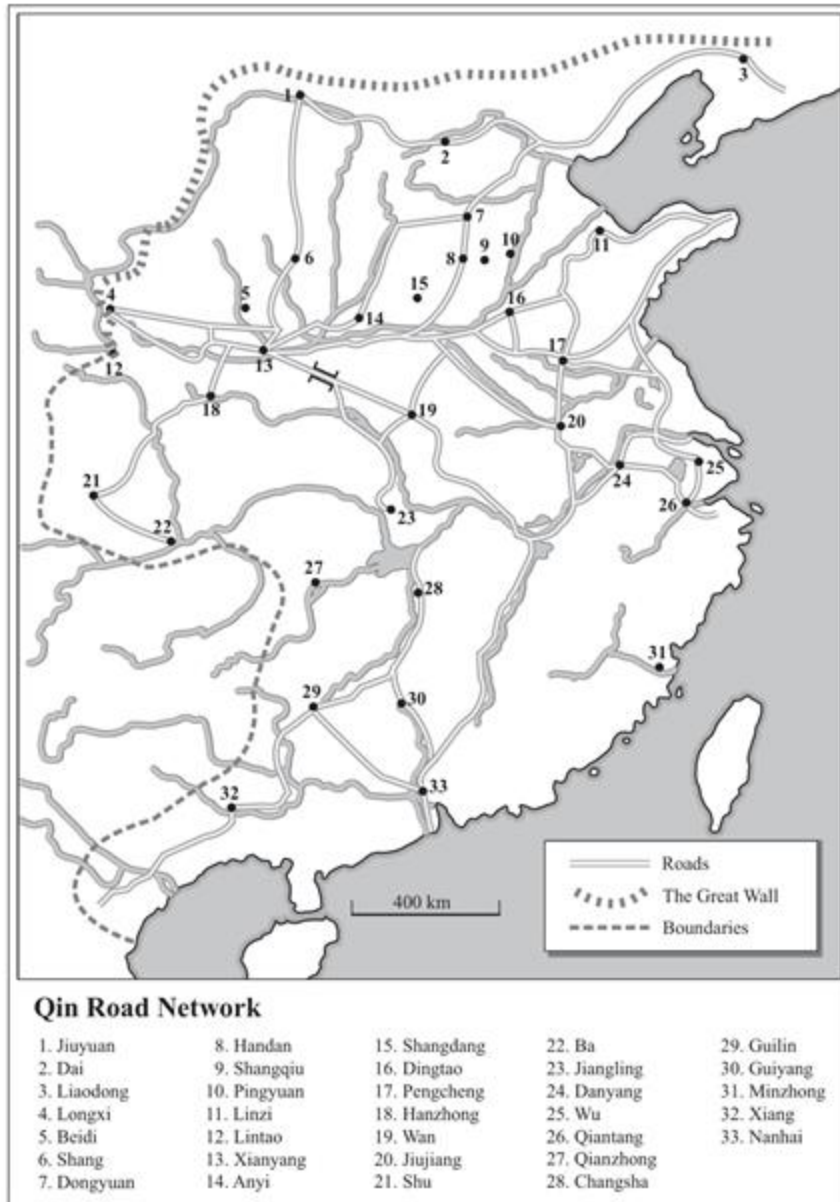 1
2
3
4
5
6
7
8
9
10
11
12
13
14
15
16
17
18
19
20
21
22
23
24
25
26
27
28
29
30
31
32
33
Roads
The Great Wall
Boundaries
400 km
Qin Road Network
1. Jiuyuan
2. Dai
3. Liaodong
4. Longxi
5. Beidi
6. Shang
7. Dongyuan
8. Handan
9. Shangqiu
10. Pingyuan
11. Linzi
12. Lintao
13. Xianyang
14. Anyi
15. Shangdang
16. Dingtao
17. Pengcheng
18. Hanzhong
19. Wan
20. Jiujiang
21. Shu
22. Ba
23. Jiangling
24. Danyang
25. Wu
26. Qiantang
27. Qianzhong
28. Changsha
29. Guilin
30. Guiyang
31. Minzhong
32. Xiang
33. Nanhai